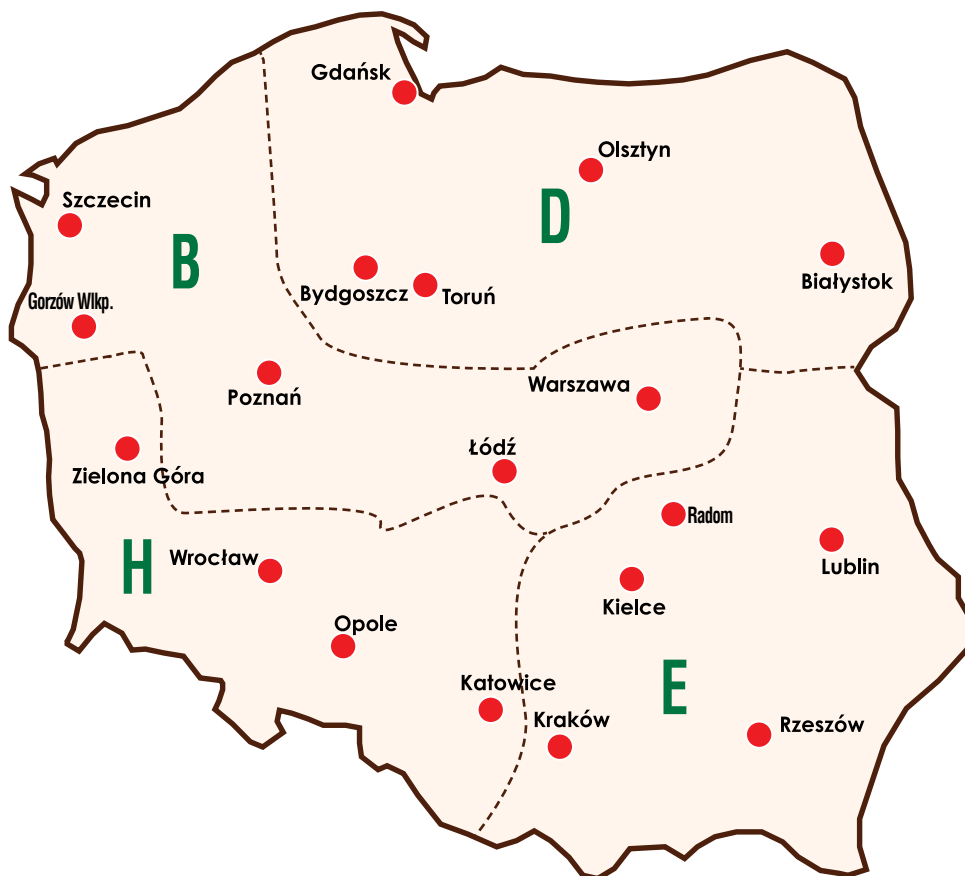 Gdańsk
Olsztyn
Szczecin
D
B
Białystok
Bydgoszcz
Toruń
Gorzów Wlkp.
Warszawa
Poznań
Łódź
Zielona Góra
Radom
H
Wrocław
Lublin
Kielce
Opole
Katowice
E
Kraków
Rzeszów